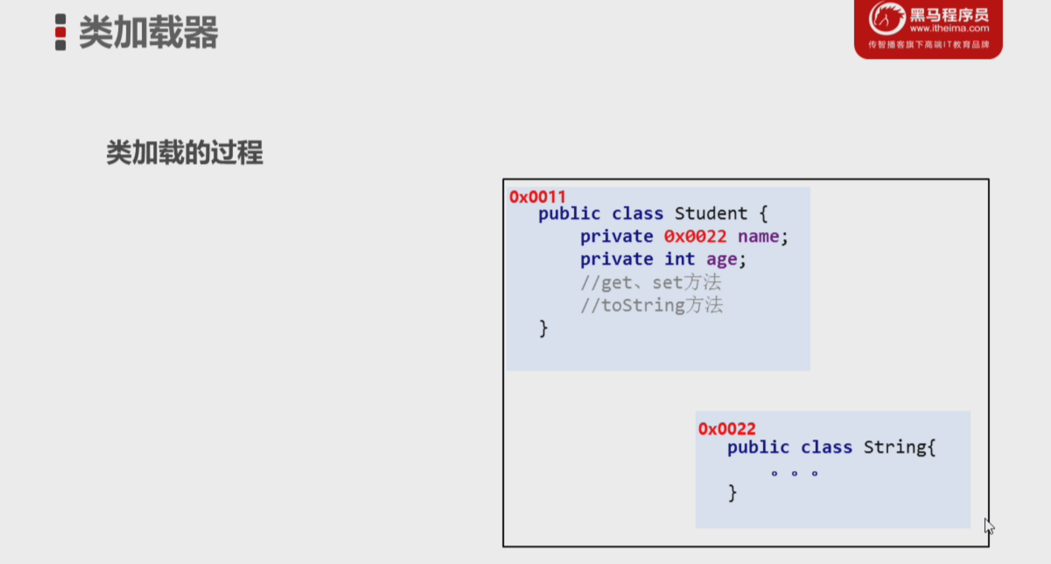 类加载器
黑马程序员
www.itheima.com
传智播客旗下高端IT教育品牌
类加载的过程
0x0011
public class Student {
private 0x0022 name;
private int age;
//get、set方法
//toString方法
}
0x0022
public class String{
。。。
}